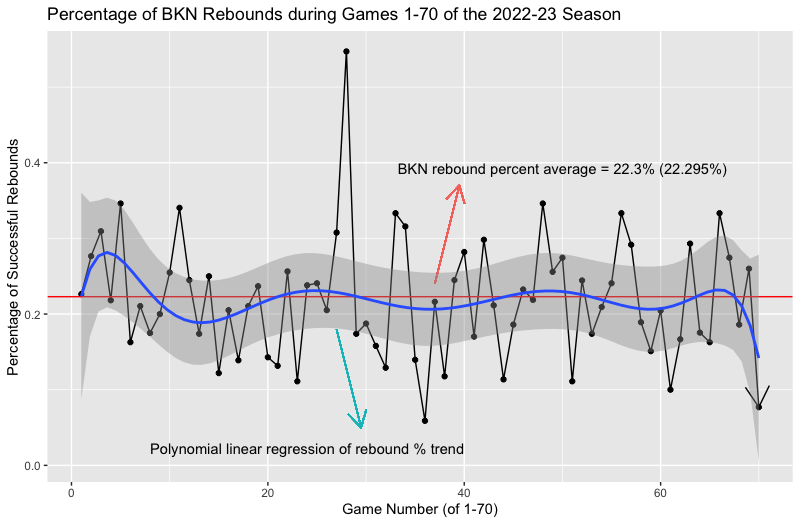 Percentage of BKN Rebounds during Games 1-70 of the 2022-23 Season
Percentage of Successful Rebounds
0.4
0.2
0.0
BKN rebound percent average = 22.3% (22.295%)
Polynomial linear regression of rebound % trend
0
20
40
60
Game Number (of 1-70)